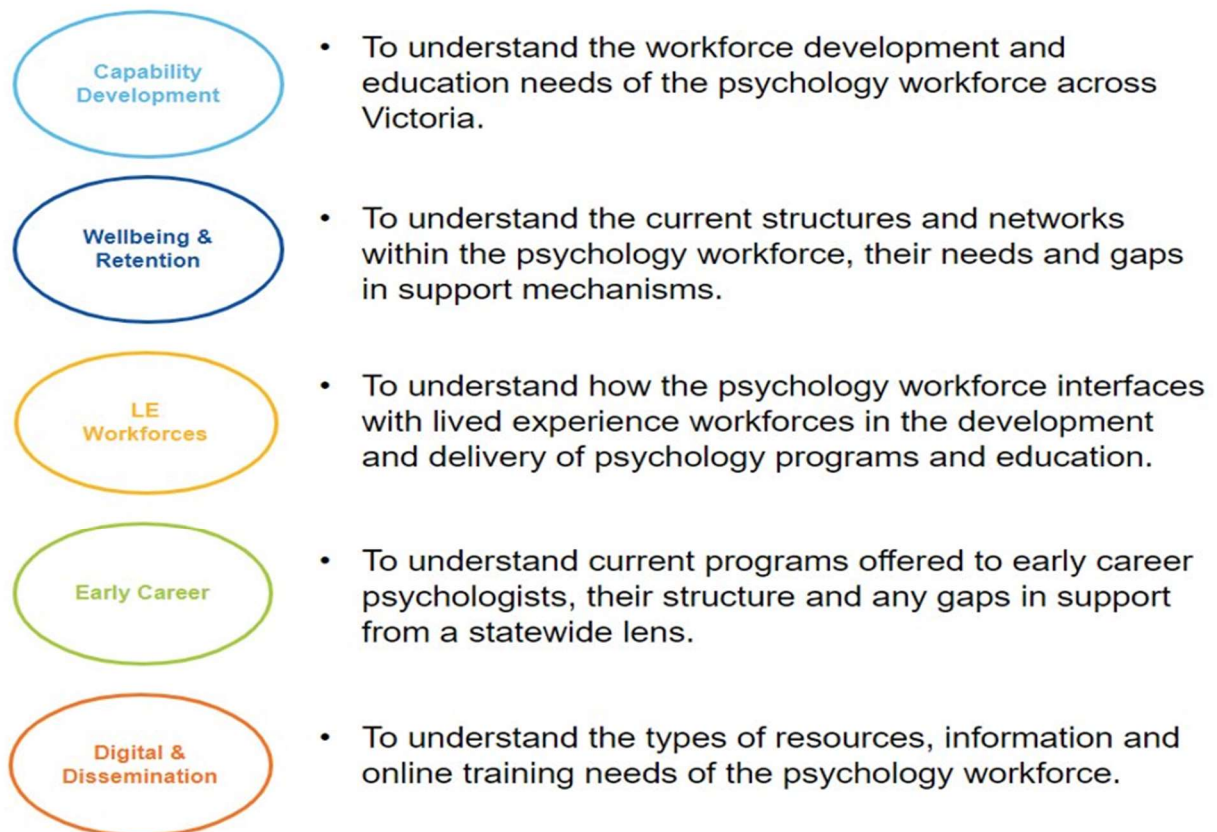 Capability
Development
• To understand the workforce development and
education needs of the psychology workforce across
Victoria.
Wellbeing &
Retention
• To understand the current structures and networks
within the psychology workforce, their needs and gaps
in support mechanisms.
LE
Workforces
• To understand how the psychology workforce interfaces
with lived experience workforces in the development
and delivery of psychology programs and education.
Early Career
• To understand current programs offered to early career
psychologists, their structure and any gaps in support
from a statewide lens.
Digital &
Dissemination
• To understand the types of resources, information and
online training needs of the psychology workforce.